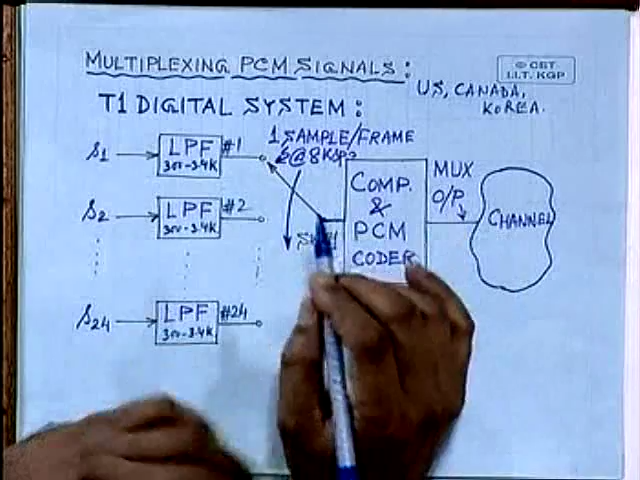 MULTIPLEXING PCM SIGNALS:
© CET
I.I.T. KGP
US, CANADA,
KOREA.
T1 DIGITAL SYSTEM:
1 SAMPLE/FRAME
@8KSPS
S1
LPF
300-3.4K
#1
S2
LPF
300-3.4K
#2
S24
LPF
300-3.4K
#24
COMP.
&
PCM
CODER
MUX
O/P
CHANNEL